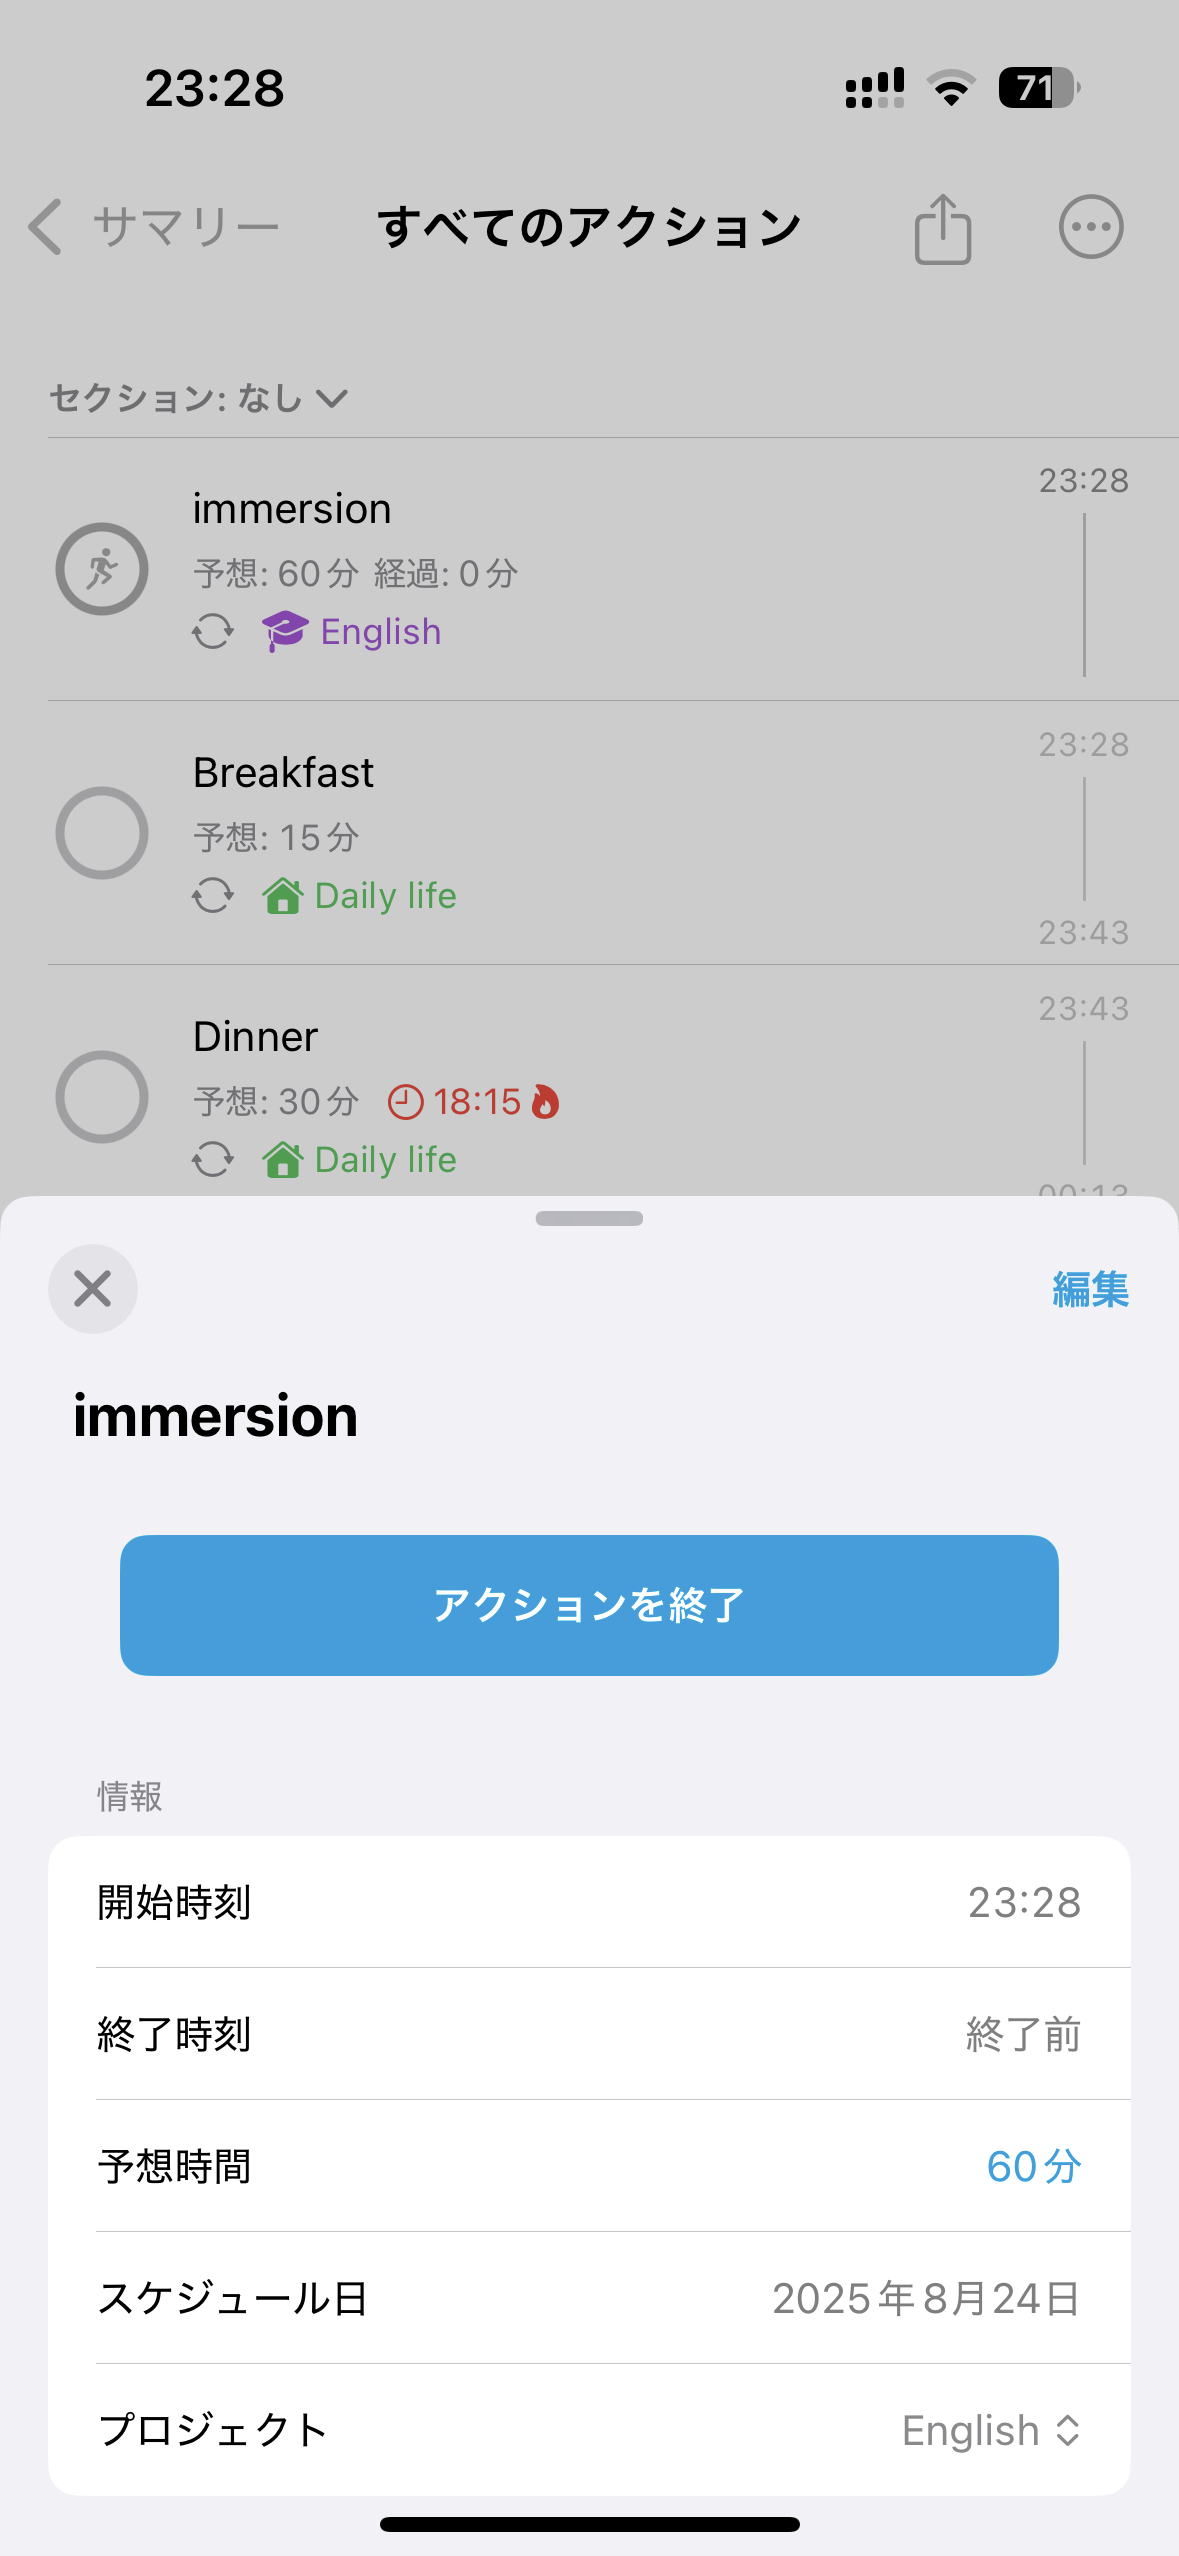 23:28
71
サマリー
すべてのアクション
セクション: なし
immersion
23:28
予想: 60分 経過: 0分
English
Breakfast
23:28
予想: 15分
Daily life
23:43
Dinner
23:43
予想: 30分 18:15
Daily life
00:13
編集
immersion
アクションを終了
情報
開始時刻 23:28
終了時刻 終了前
予想時間 60分
スケジュール日 2025年8月24日
プロジェクト English